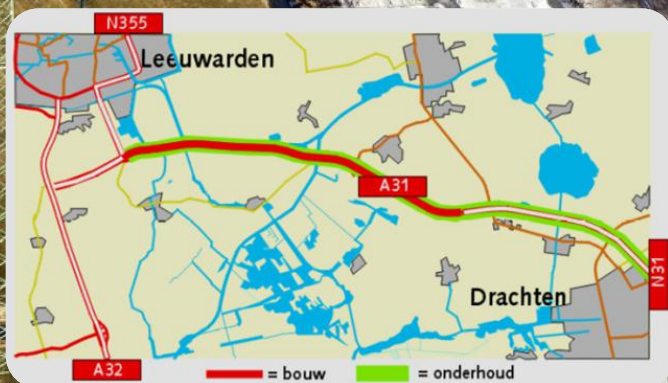 N355
Leeuwarden
A31
N31
Drachten
A32
= bouw
= onderhoud